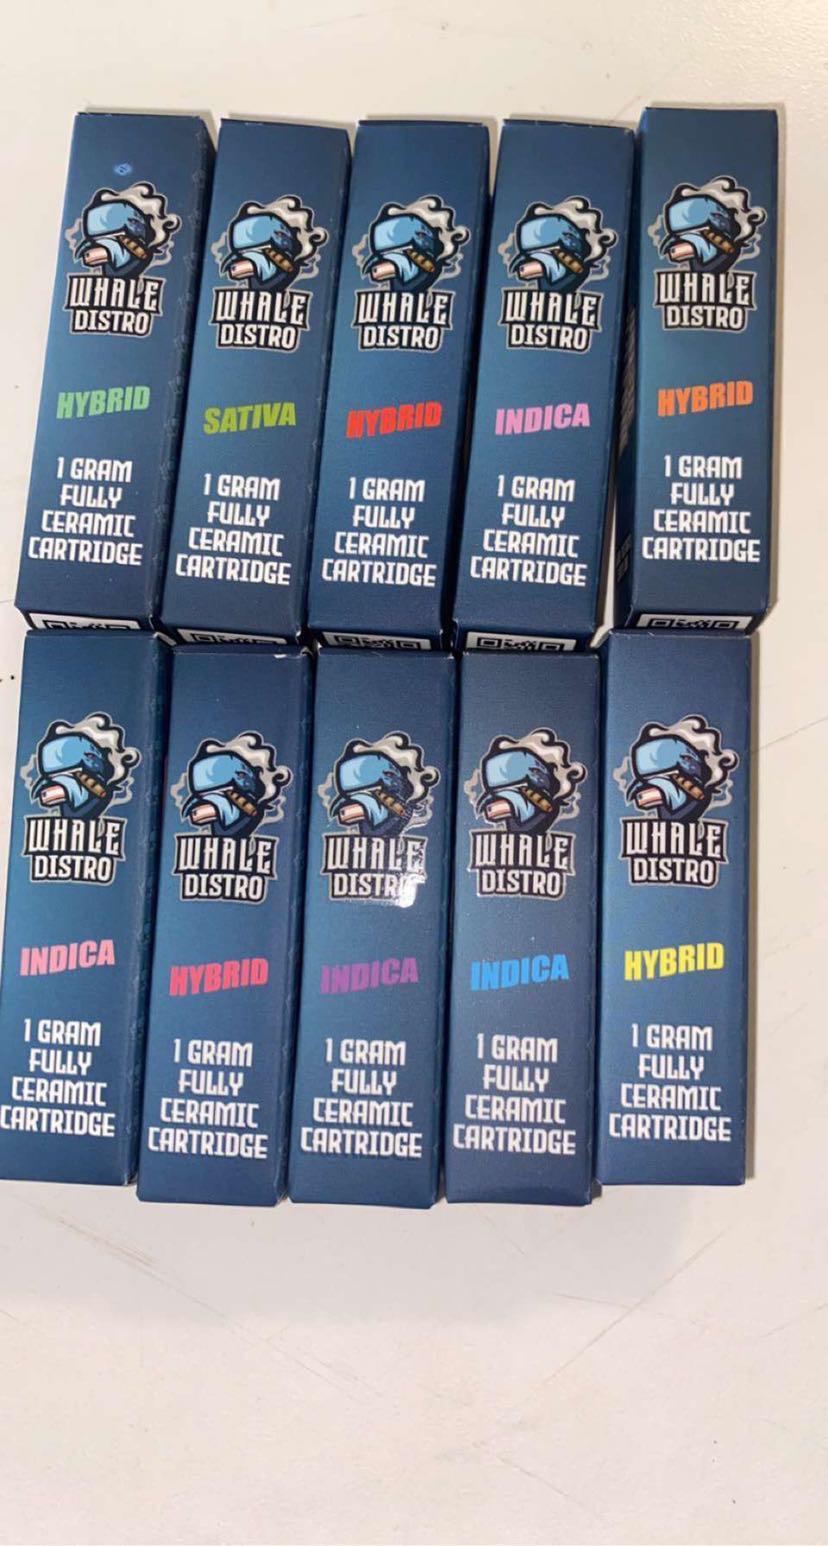 WHALE
DISTRO
HYBRID
1 GRAM
FULLY
CERAMIC
CARTRIDGE
WHALE
DISTRO
SATIVA
1 GRAM
FULLY
CERAMIC
CARTRIDGE
WHALE
DISTRO
HYBRID
1 GRAM
FULLY
CERAMIC
CARTRIDGE
WHALE
DISTRO
INDICA
1 GRAM
FULLY
CERAMIC
CARTRIDGE
WHALE
DISTRO
HYBRID
1 GRAM
FULLY
CERAMIC
CARTRIDGE
WHALE
DISTRO
INDICA
1 GRAM
FULLY
CERAMIC
CARTRIDGE
WHALE
DISTRO
HYBRID
1 GRAM
FULLY
CERAMIC
CARTRIDGE
WHALE
DISTRO
INDICA
1 GRAM
FULLY
CERAMIC
CARTRIDGE
WHALE
DISTRO
INDICA
1 GRAM
FULLY
CERAMIC
CARTRIDGE
WHALE
DISTRO
HYBRID
1 GRAM
FULLY
CERAMIC
CARTRIDGE